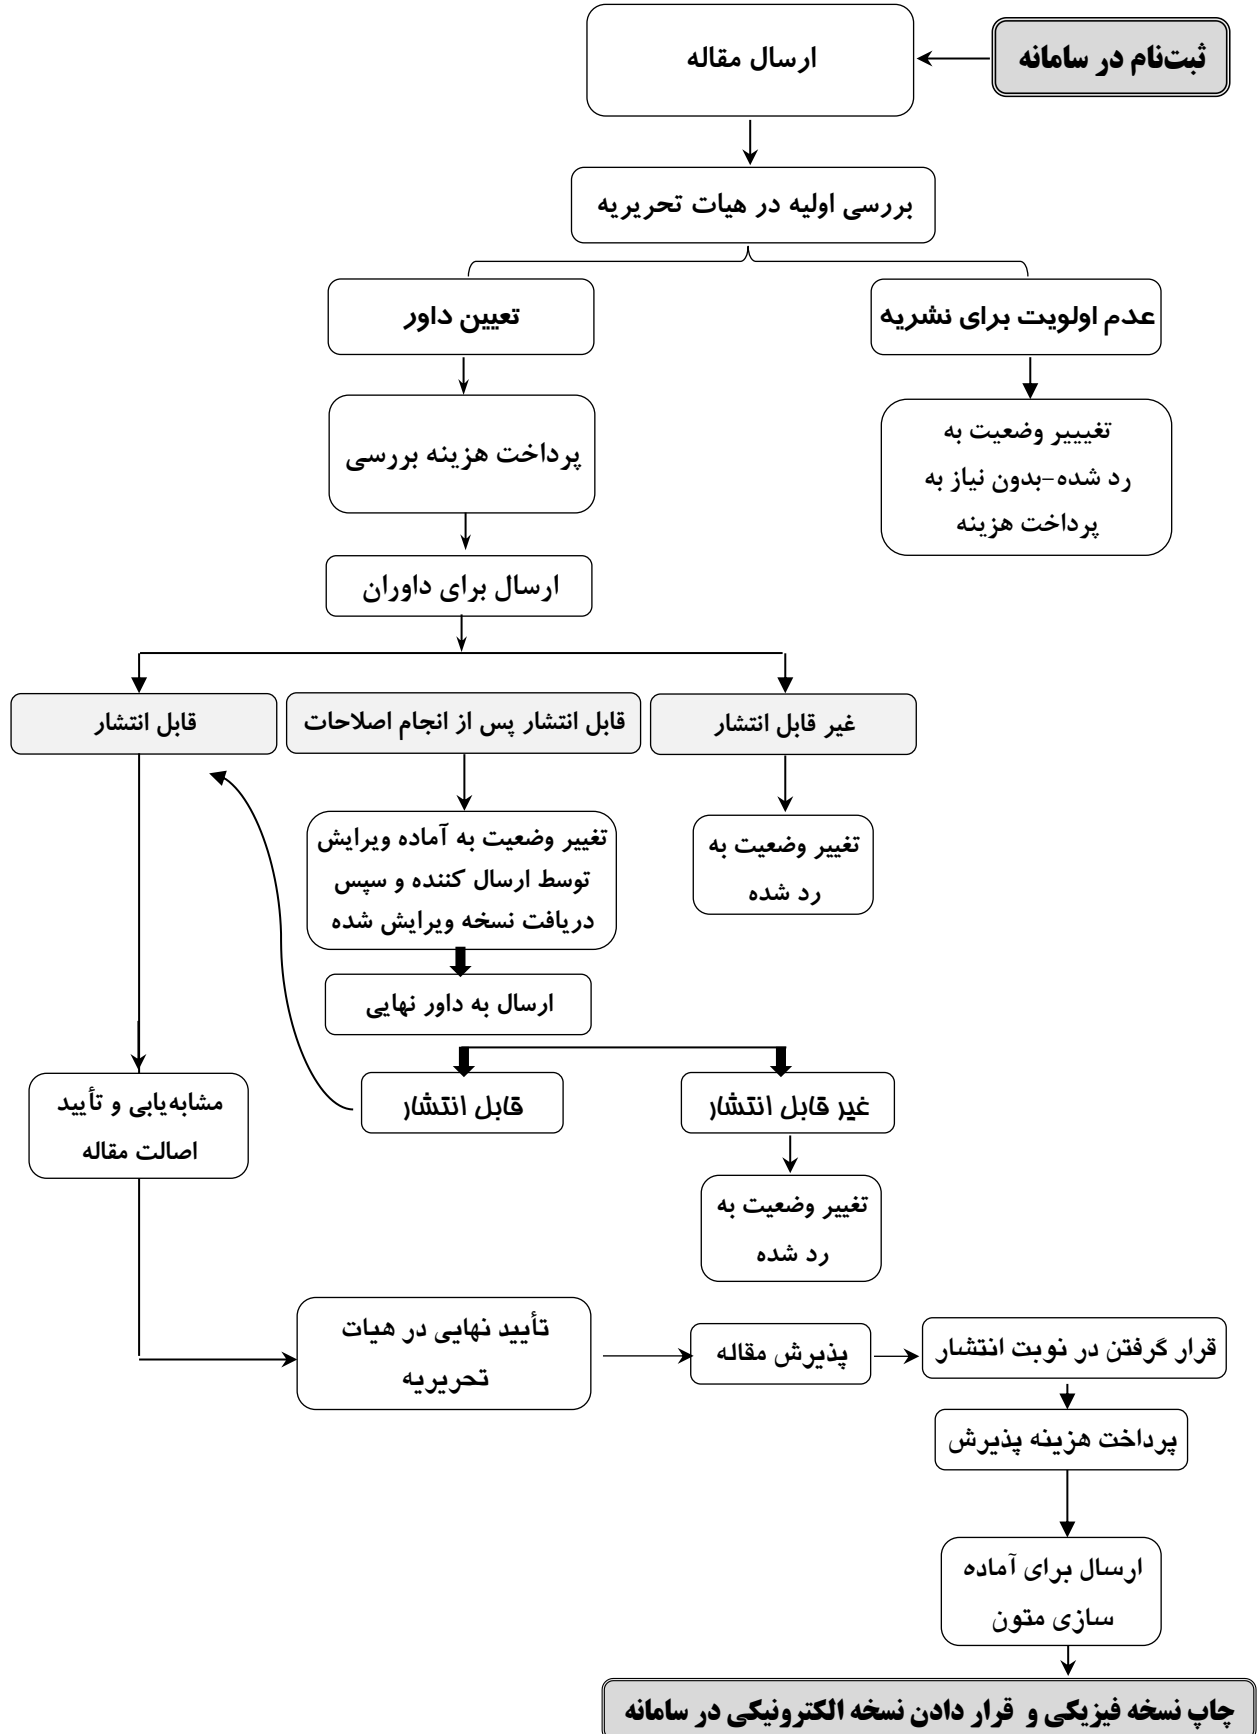 ثبت‌نام در سامانه
ارسال مقاله
بررسی اولیه در هیات تحریریه
عدم اولویت برای نشریه
تعیین داور
تغیییر وضعیت به
رد شده-بدون نیاز به
پرداخت هزینه
پرداخت هزینه بررسی
ارسال برای داوران
غیر قابل انتشار
قابل انتشار پس از انجام اصلاحات
قابل انتشار
تغییر وضعیت به
رد شده
تغییر وضعیت به آماده ویرایش
توسط ارسال کننده و سپس
دریافت نسخه ویرایش شده
ارسال به داور نهایی
غیر قابل انتشار
قابل انتشار
مشابه‌یابی و تأیید
اصالت مقاله
تغییر وضعیت به
رد شده
تأیید نهایی در هیات
تحریریه
پذیرش مقاله
قرار گرفتن در نوبت انتشار
پرداخت هزینه پذیرش
ارسال برای آماده
سازی متون
چاپ نسخه فیزیکی و قرار دادن نسخه الکترونیکی در سامانه